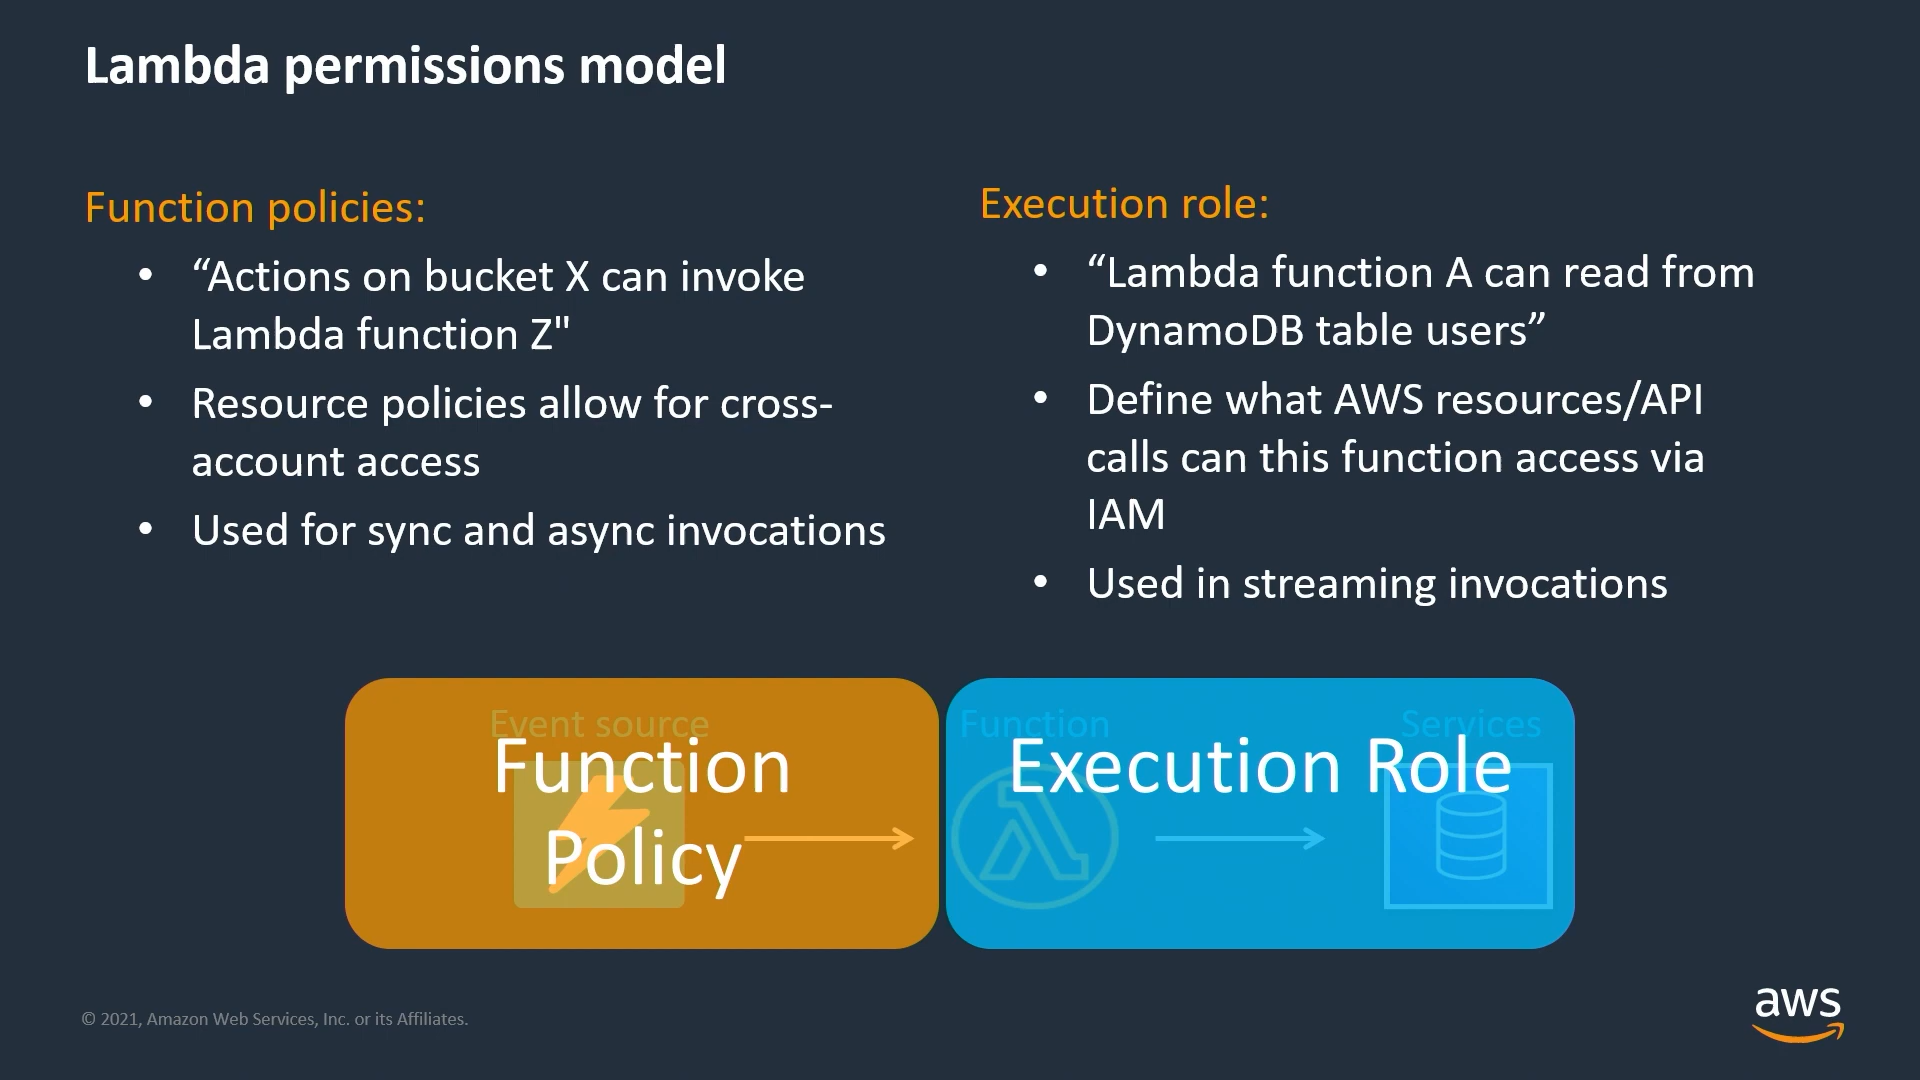 Lambda permissions model
Function policies:
• “Actions on bucket X can invoke
Lambda function Z"
• Resource policies allow for cross-
account access
• Used for sync and async invocations
Execution role:
• “Lambda function A can read from
DynamoDB table users”
• Define what AWS resources/API
calls can this function access via
IAM
• Used in streaming invocations
Event source
Function
Policy
Function
Services
Execution Role
© 2021, Amazon Web Services, Inc. or its Affiliates.
aws